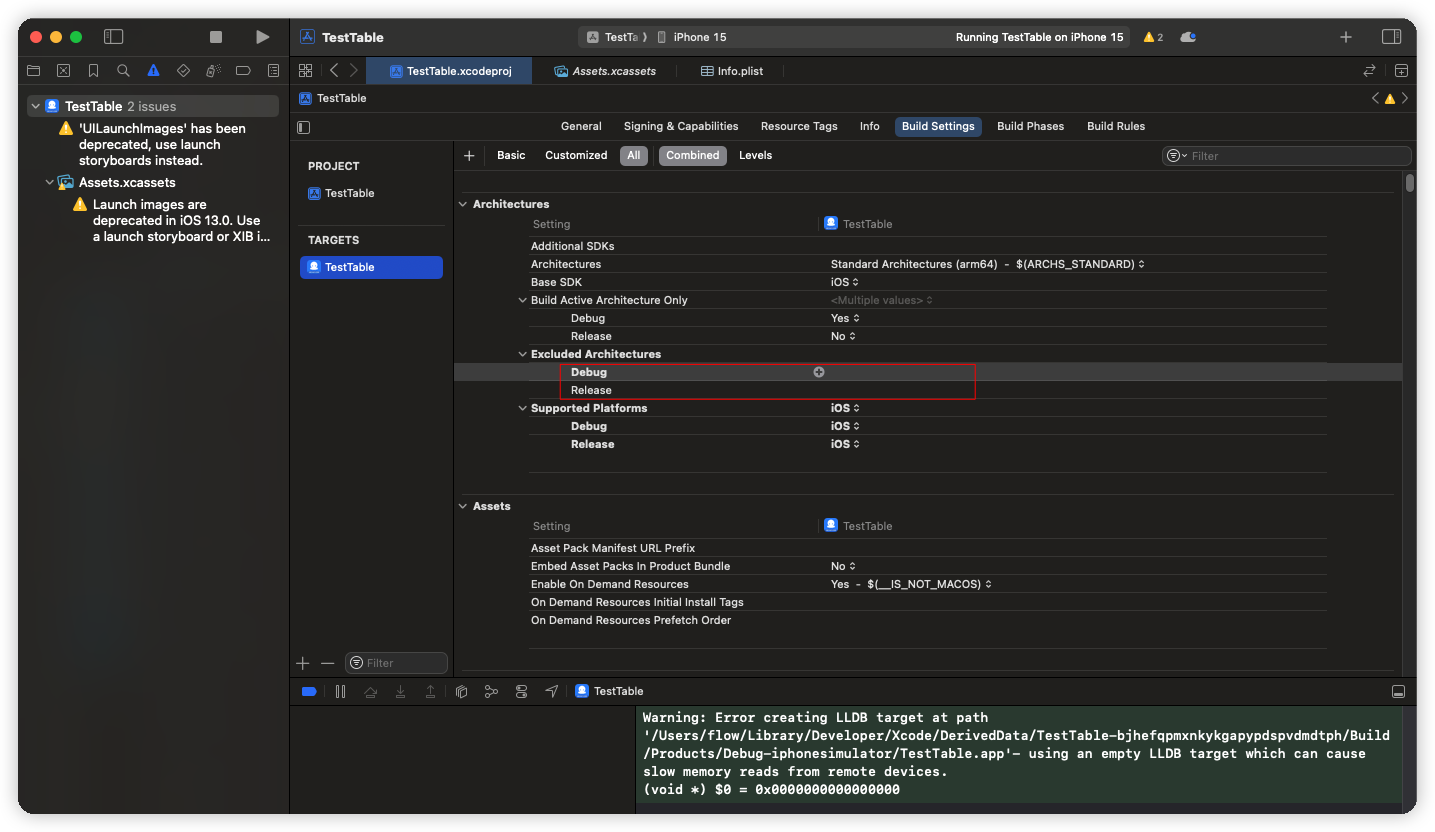 TestTable
TestTa
iPhone 15
Running TestTable on iPhone 15
2
TestTable.xcodeproj
Assets.xcassets
Info.plist
TestTable 2 issues
'UILaunchImages' has been
deprecated, use launch
storyboards instead.
Assets.xcassets
Launch images are
deprecated in iOS 13.0. Use
a launch storyboard or XIB i...
TestTable
General
Signing & Capabilities
Resource Tags
Info
Build Settings
Build Phases
Build Rules
PROJECT
TestTable
TARGETS
TestTable
Filter
Basic
Customized
All
Combined
Levels
Filter
Architectures
Setting
TestTable
Additional SDKs
Architectures
Standard Architectures (arm64) - $(ARCHS_STANDARD)
Base SDK
iOS
Build Active Architecture Only
<Multiple values>
Debug
Yes
Release
No
Excluded Architectures
Debug
Release
Supported Platforms
iOS
Debug
iOS
Release
iOS
Assets
Setting
TestTable
Asset Pack Manifest URL Prefix
Embed Asset Packs In Product Bundle
No
Enable On Demand Resources
Yes - $(__IS_NOT_MACOS)
On Demand Resources Initial Install Tags
On Demand Resources Prefetch Order
TestTable
Warning: Error creating LLDB target at path
'/Users/flow/Library/Developer/Xcode/DerivedData/TestTable-bjhefqpmxnkykgapypdspvdmdtph/Build
/Products/Debug-iphonesimulator/TestTable.app'- using an empty LLDB target which can cause
slow memory reads from remote devices.
(void *) $0 = 0x0000000000000000